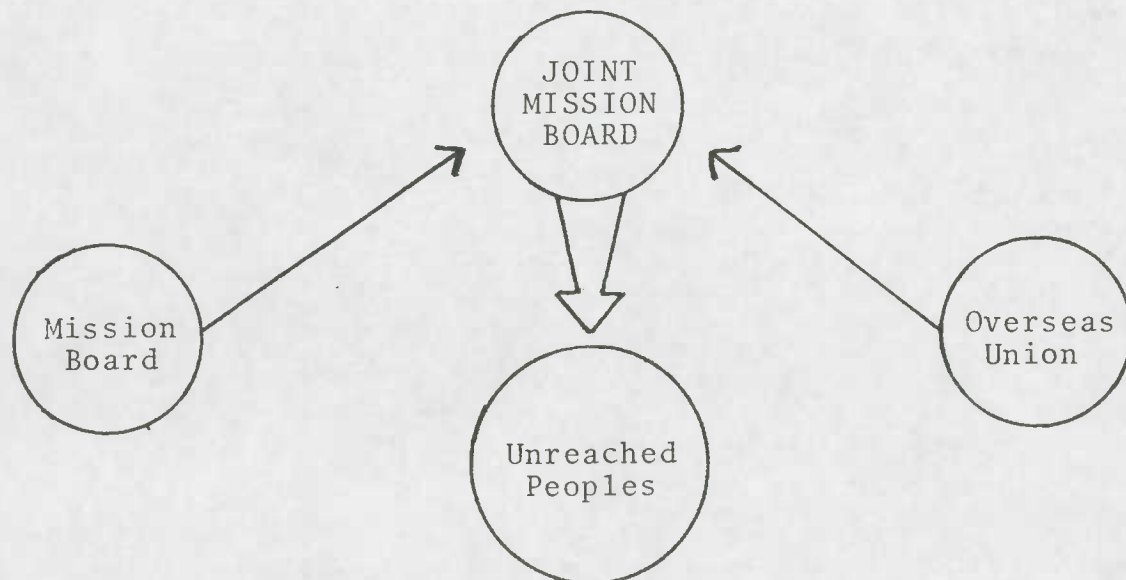 JOINT
MISSION
BOARD
Mission
Board
Overseas
Union
Unreached
Peoples